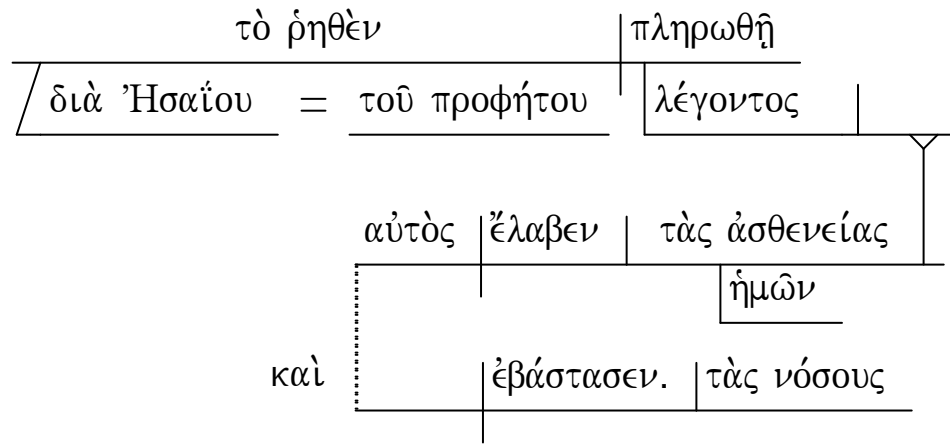 τὸ ῥηθὲν πληρωθῇ
διὰ Ἠσαΐου = τοῦ προφήτου λέγοντος
αὐτὸς ἔλαβεν τὰς ἀσθενείας
ἡμῶν
καὶ ἐβάστασεν. τὰς νόσους